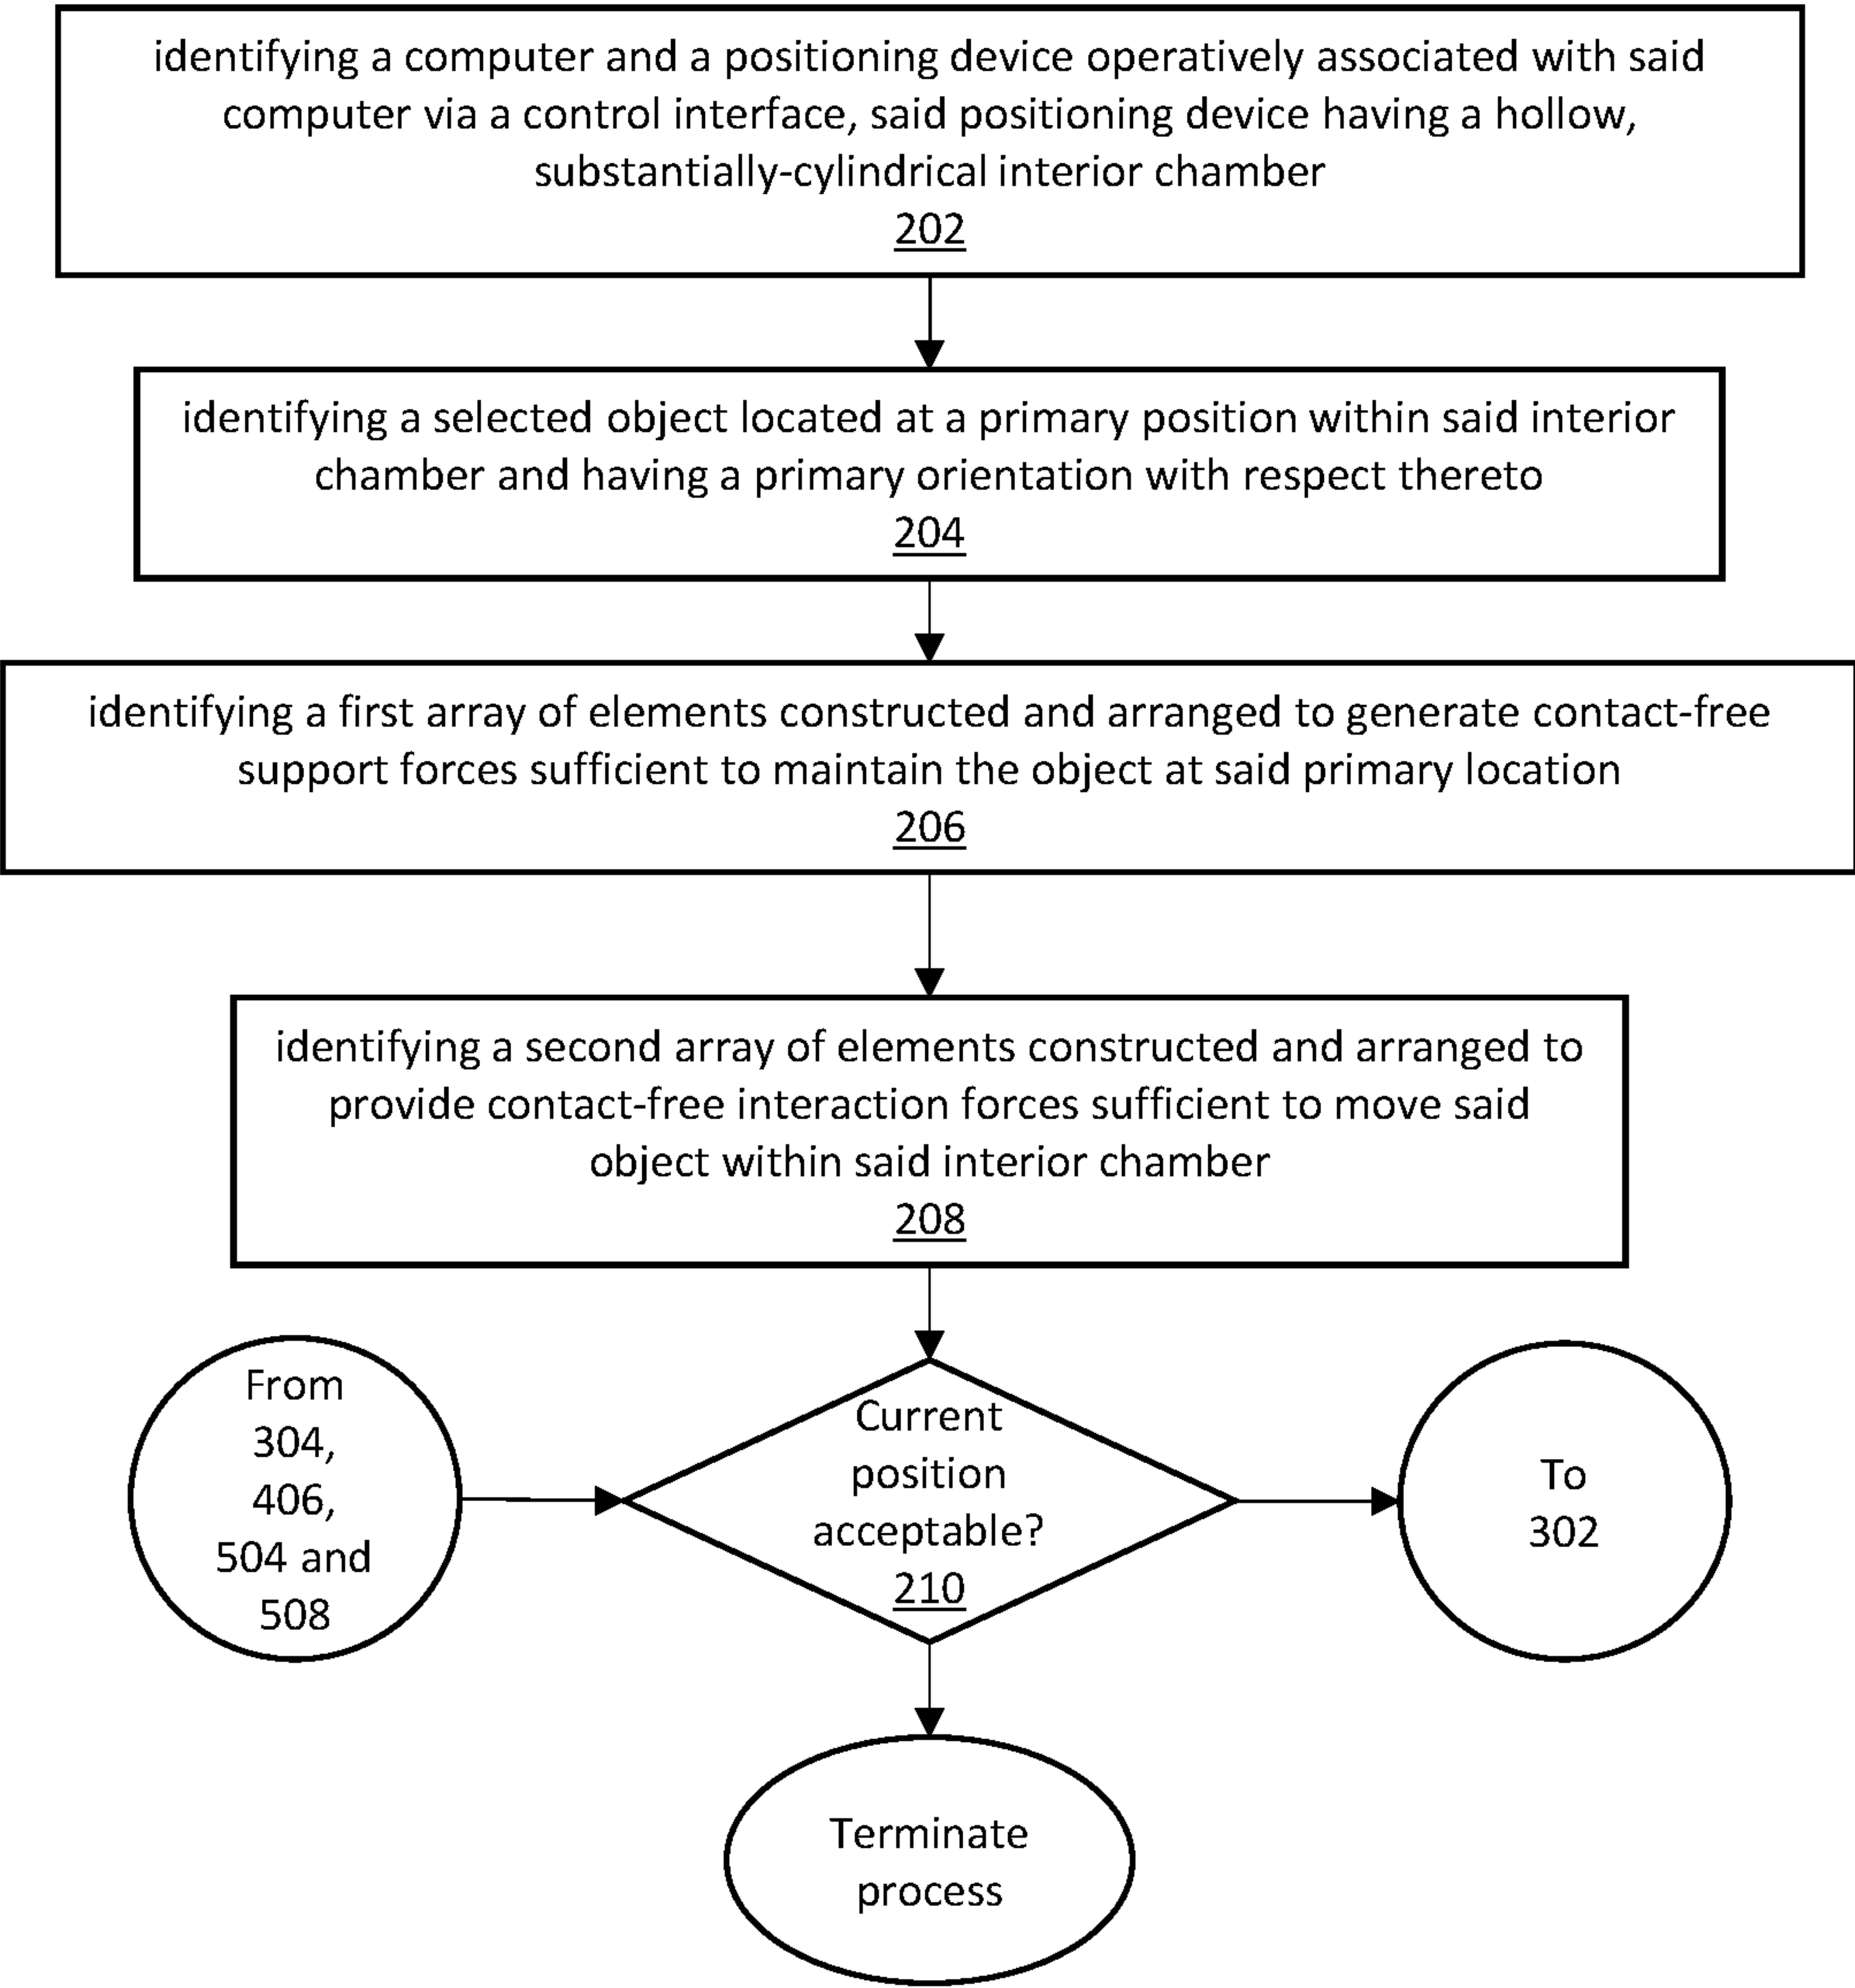 identifying a computer and a positioning device operatively associated with said
computer via a control interface, said positioning device having a hollow,
substantially-cylindrical interior chamber
202
identifying a selected object located at a primary position within said interior
chamber and having a primary orientation with respect thereto
204
identifying a first array of elements constructed and arranged to generate contact-free
support forces sufficient to maintain the object at said primary location
206
identifying a second array of elements constructed and arranged to
provide contact-free interaction forces sufficient to move said
object within said interior chamber
208
From
304,
406,
504 and
508
Current
position
acceptable?
210
To
302
Terminate
process